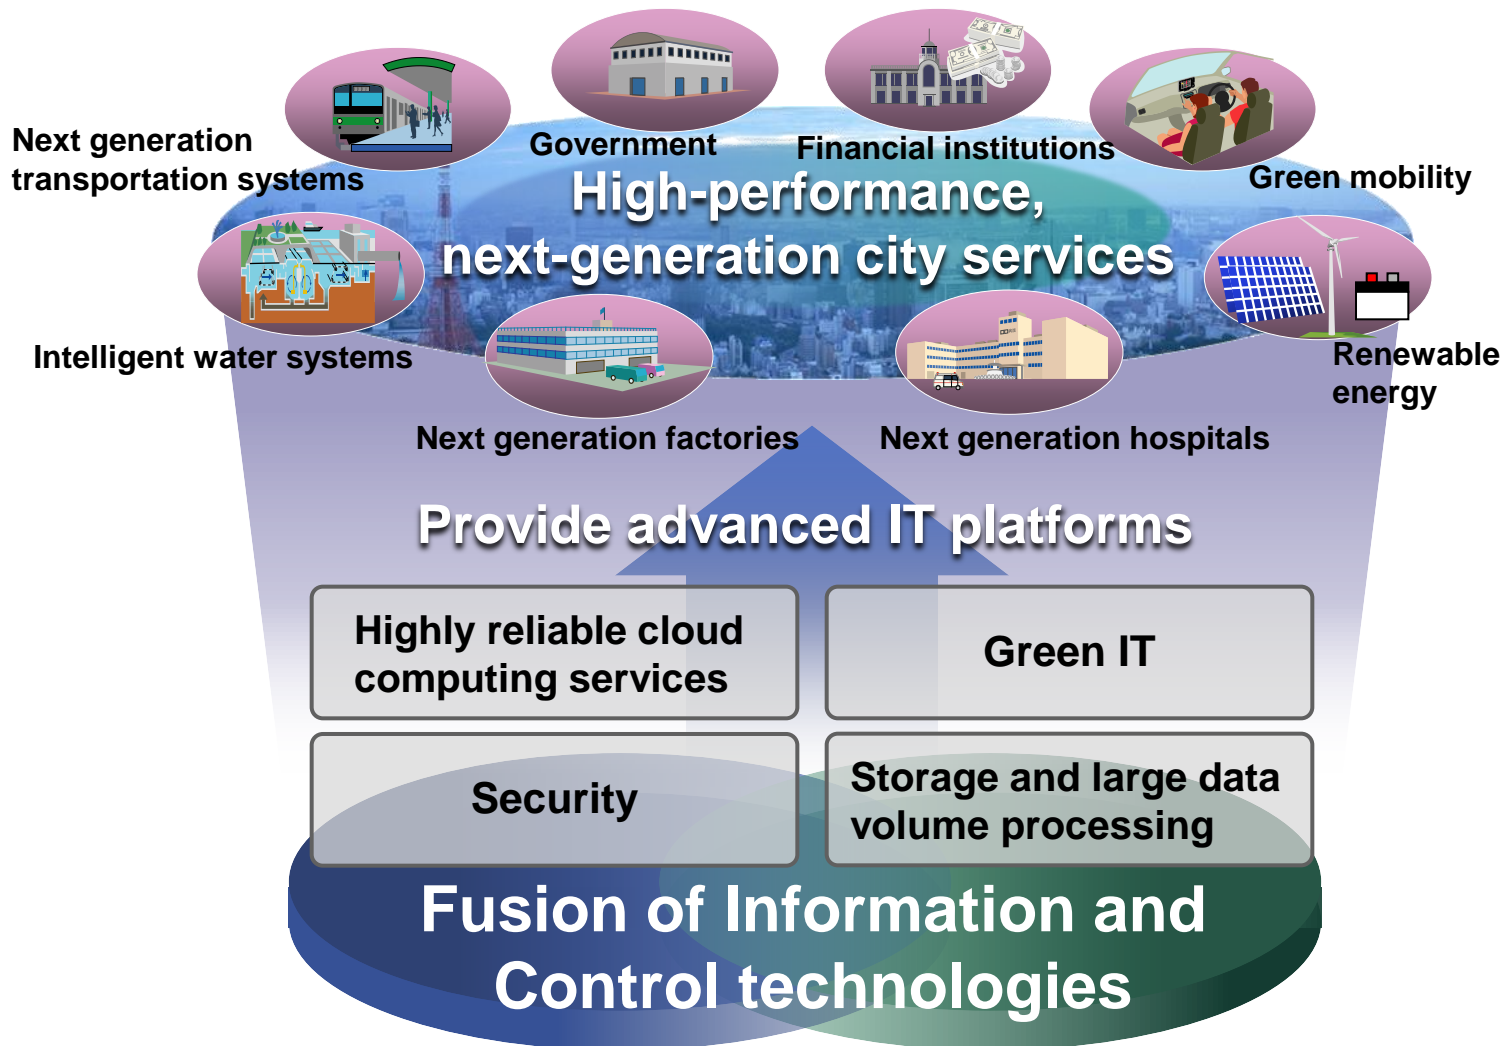 Next generation
transportation systems
Government
Financial institutions
Green mobility
High-performance,
next-generation city services
Intelligent water systems
Renewable
energy
Next generation factories
Next generation hospitals
Provide advanced IT platforms
Highly reliable cloud
computing services
Green IT
Security
Storage and large data
volume processing
Fusion of Information and
Control technologies